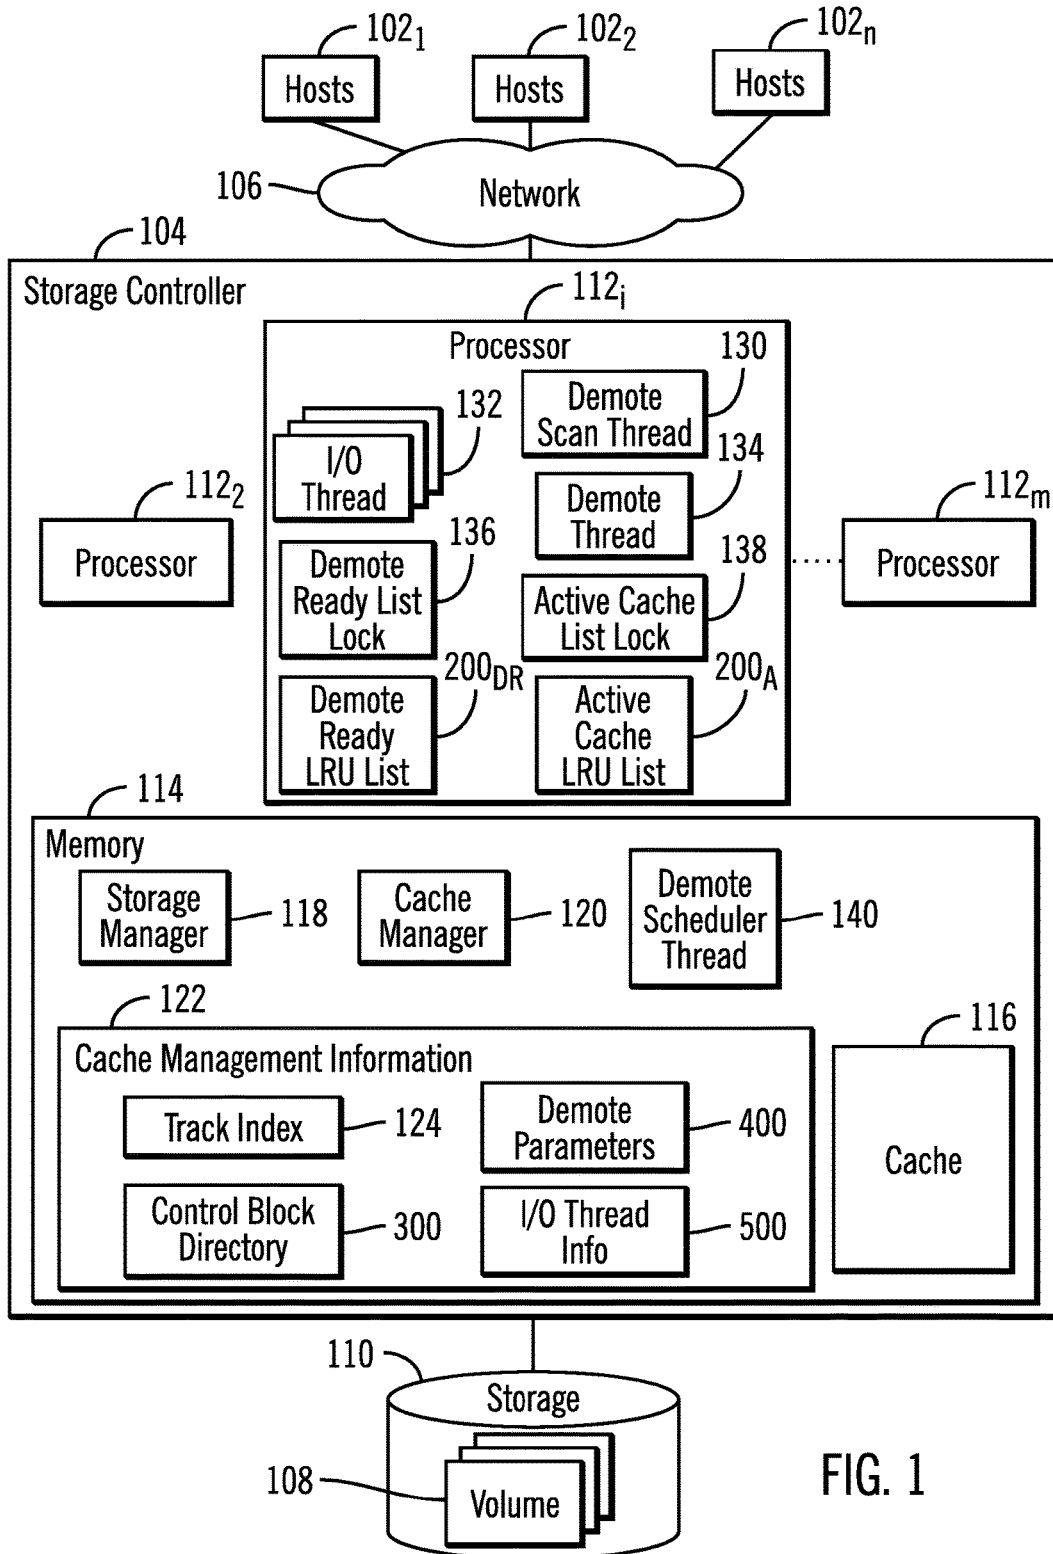 102₁
102₂
102ₙ
Hosts
Hosts
Hosts
106
Network
104
Storage Controller
112ᵢ
Processor
130
Demote
Scan Thread
132
I/O
Thread
134
Demote
Thread
112₂
Processor
112ₘ
Processor
136
Demote
Ready List
Lock
138
Active Cache
List Lock
200DR
Demote
Ready
LRU List
200A
Active
Cache
LRU List
114
Memory
Storage
Manager
118
Cache
Manager
120
Demote
Scheduler
Thread
140
122
Cache Management Information
116
Track Index
124
Demote
Parameters
400
Cache
Control Block
Directory
300
I/O Thread
Info
500
110
Storage
108
Volume
FIG. 1